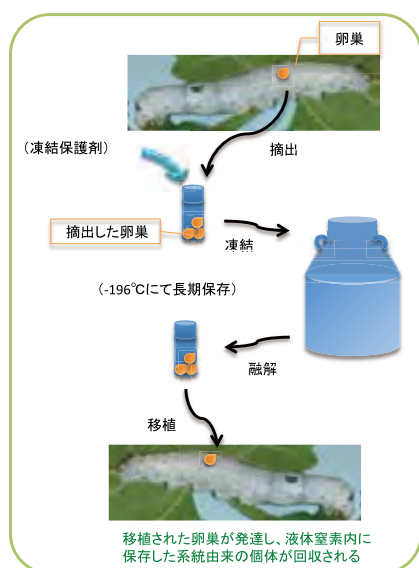 卵巣
摘出
(凍結保護剤)
摘出した卵巣
凍結
(-196℃にて長期保存)
融解
移植
移植された卵巣が発達し、液体窒素内に
保存した系統由来の個体が回収される